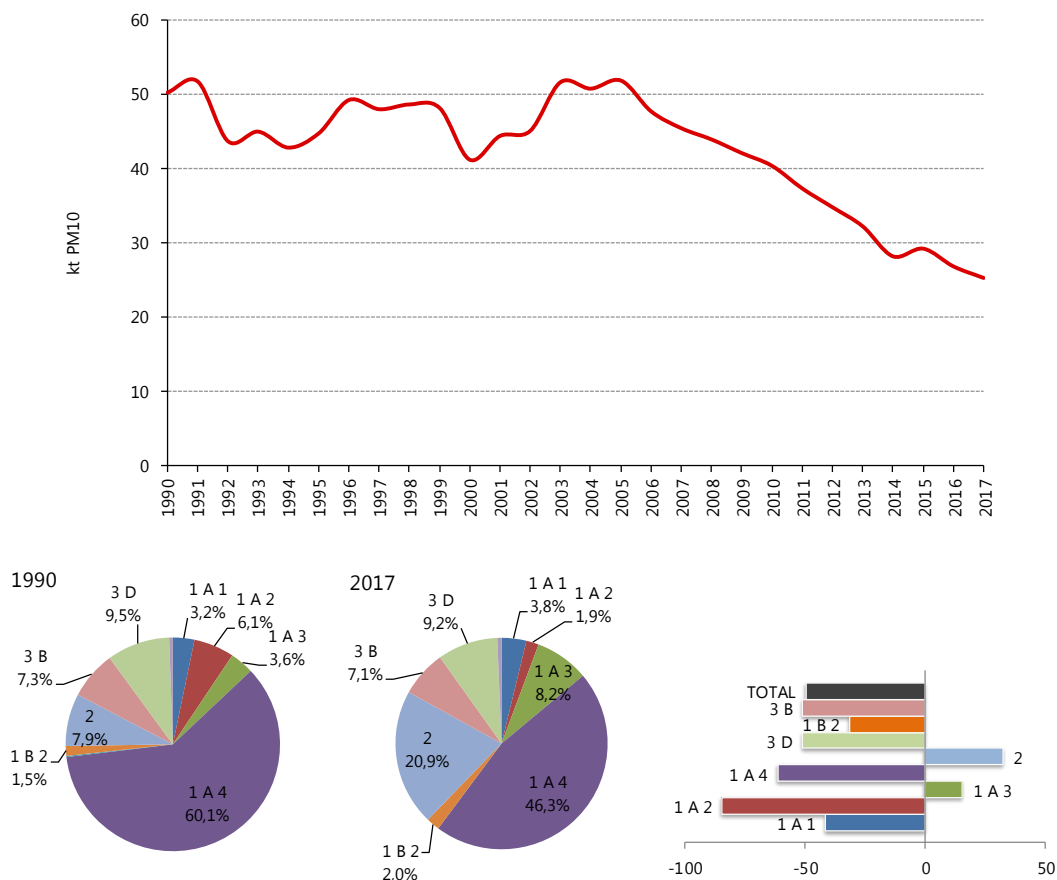 60
50
40
30
20
10
0
kt PM10
1990
1991
1992
1993
1994
1995
1996
1997
1998
1999
2000
2001
2002
2003
2004
2005
2006
2007
2008
2009
2010
2011
2012
2013
2014
2015
2016
2017
1990
3 D
9,5%
1 A 1
3,2%
1 A 2
6,1%
1 A 3
3,6%
3 B
7,3%
2
7,9%
1 B 2
1,5%
1 A 4
60,1%
2017
3 D
9,2%
1 A 1
3,8%
1 A 2
1,9%
3 B
7,1%
1 A 3
8,2%
2
20,9%
1 A 4
46,3%
1 B 2
2,0%
TOTAL
3 B
1 B 2
3 D
2
1 A 4
1 A 3
1 A 2
1 A 1
-100
-50
0
50